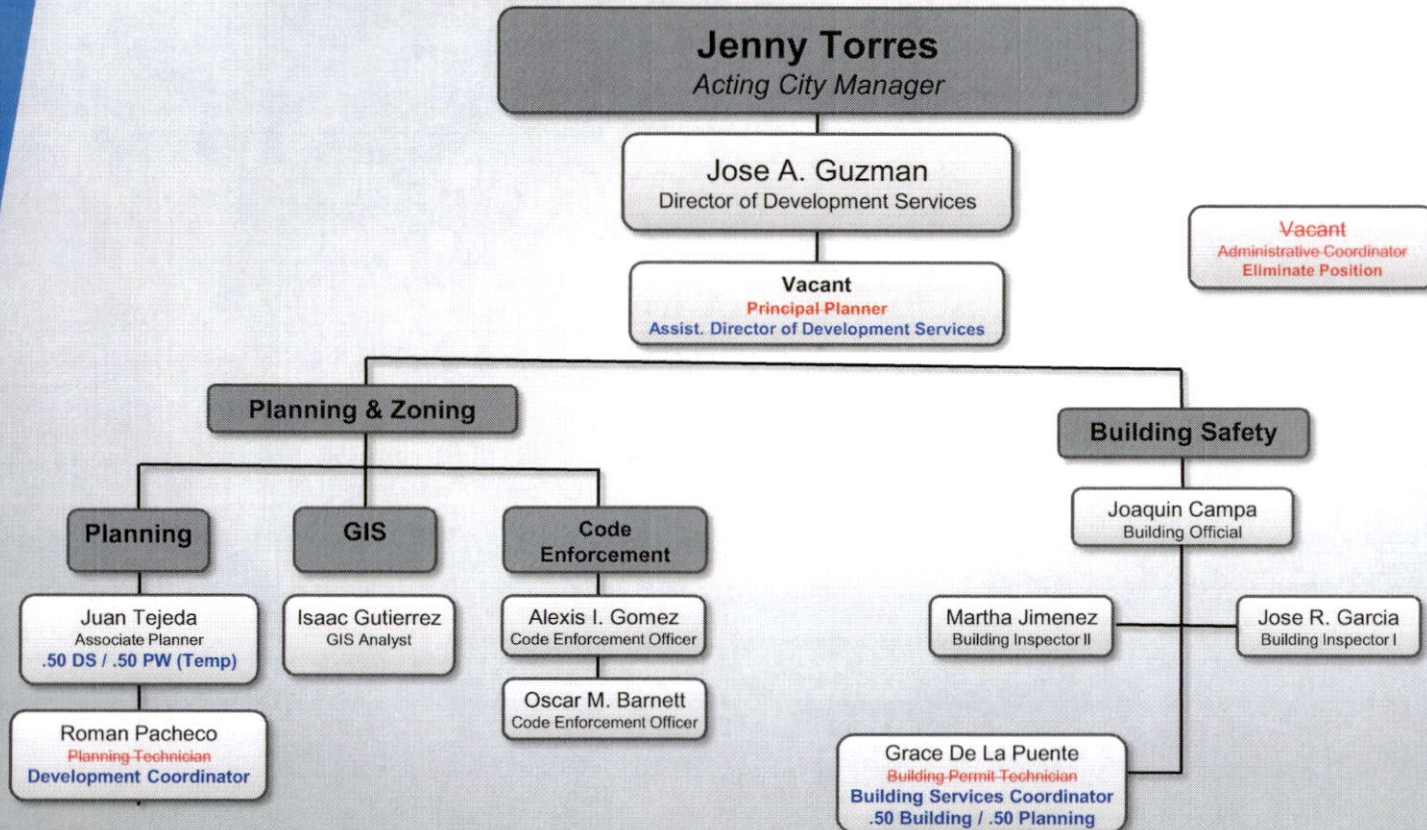 Jenny Torres
Acting City Manager
Jose A. Guzman
Director of Development Services
Vacant
Administrative Coordinator
Eliminate Position
Vacant
Principal Planner
Assist. Director of Development Services
Planning & Zoning
Building Safety
Planning
GIS
Code
Enforcement
Joaquin Campa
Building Official
Juan Tejeda
Associate Planner
.50 DS / .50 PW (Temp)
Isaac Gutierrez
GIS Analyst
Alexis I. Gomez
Code Enforcement Officer
Martha Jimenez
Building Inspector II
Jose R. Garcia
Building Inspector I
Oscar M. Barnett
Code Enforcement Officer
Roman Pacheco
Planning Technician
Development Coordinator
Grace De La Puente
Building Permit Technician
Building Services Coordinator
.50 Building / .50 Planning